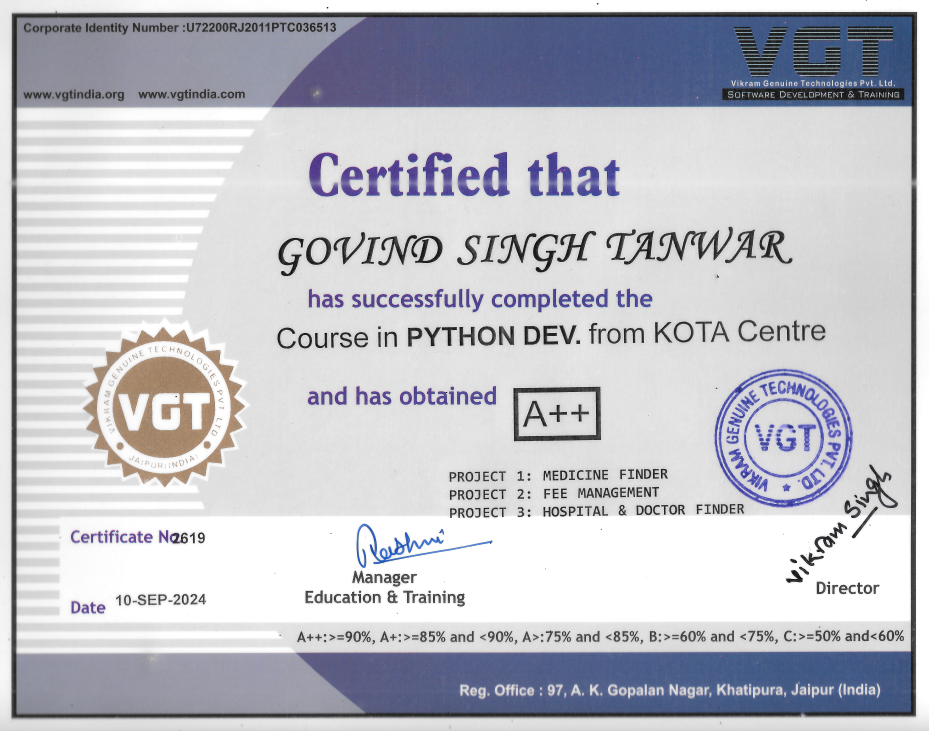 Corporate Identity Number :U72200RJ2011PTC036513
www.vgtindia.org www.vgtindia.com
VGT
Vikram Genuine Technologies Pvt. Ltd.
SOFTWARE DEVELOPMENT & TRAINING
Certified that
GOVIND SINGH TANWAR
has successfully completed the
Course in PYTHON DEV. from KOTA Centre
and has obtained A++
VIKRAM GENUINE TECHNOLOGIES PVT. LTD
VGT
JAIPUR(INDIA)
VIKRAM GENUINE TECHNOLOGIES PVT. LTD.
VGT
PROJECT 1: MEDICINE FINDER
PROJECT 2: FEE MANAGEMENT
PROJECT 3: HOSPITAL & DOCTOR FINDER
Certificate No. 2619
Rashmi
Vikram Singh
Manager
Education & Training
Director
Date 10-SEP-2024
A++:>=90%, A+:>=85% and <90%, A>:75% and <85%, B:>=60% and <75%, C:>=50% and<60%
Reg. Office : 97, A. K. Gopalan Nagar, Khatipura, Jaipur (India)